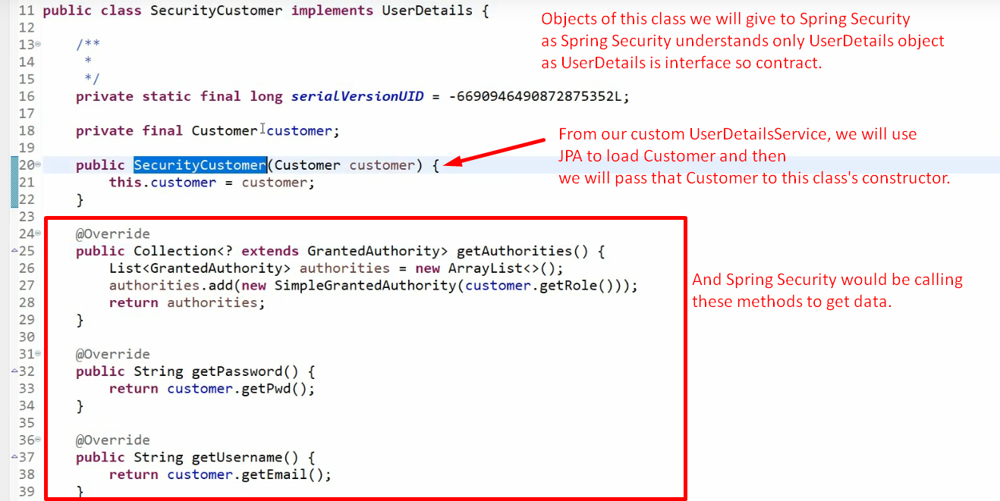 11 public class SecurityCustomer implements UserDetails {
Objects of this class we will give to Spring Security
as Spring Security understands only UserDetails object
as UserDetails is interface so contract.
12
13 /**
14 *
15 */
16 private static final long serialVersionUID = -6690946490872875352L;
17
18 private final Customer customer;
19
From our custom UserDetailsService, we will use
JPA to load Customer and then
we will pass that Customer to this class's constructor.
20 public SecurityCustomer(Customer customer) {
21 this.customer = customer;
22 }
23
24 @Override
25 public Collection<? extends GrantedAuthority> getAuthorities() {
26 List<GrantedAuthority> authorities = new ArrayList<>();
27 authorities.add(new SimpleGrantedAuthority(customer.getRole()));
28 return authorities;
29 }
And Spring Security would be calling
these methods to get data.
30
31 @Override
32 public String getPassword() {
33 return customer.getPwd();
34 }
35
36 @Override
37 public String getUsername() {
38 return customer.getEmail();
39 }